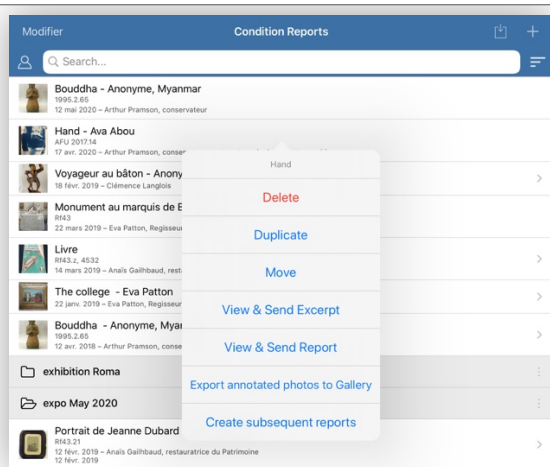 Modifier
Condition Reports
Search...
Bouddha - Anonyme, Myanmar
1995.2.65
12 mai 2020 – Arthur Pramson, conservateur
Hand - Ava Abou
AFU 2017.14
17 avr. 2020 – Arthur Pramson, conser
Voyageur au bâton - Anony
18 févr. 2019 – Clémence Langlois
Monument au marquis de
Rf43
22 mars 2019 – Eva Patton, Regisseur
Livre
Rf43.z, 4532
14 mars 2019 – Anaïs Gailhbaud, rest
The college - Eva Patton
22 janv. 2019 – Eva Patton, Regisseur
Bouddha - Anonyme, Myan
1995.2.65
12 avr. 2018 – Arthur Pramson, conse
exhibition Roma
expo May 2020
Portrait de Jeanne Dubard
Rf43.21
12 févr. 2019 – Anaïs Gailhbaud, restauratrice du Patrimoine
12 févr. 2019
Hand
Delete
Duplicate
Move
View & Send Excerpt
View & Send Report
Export annotated photos to Gallery
Create subsequent reports